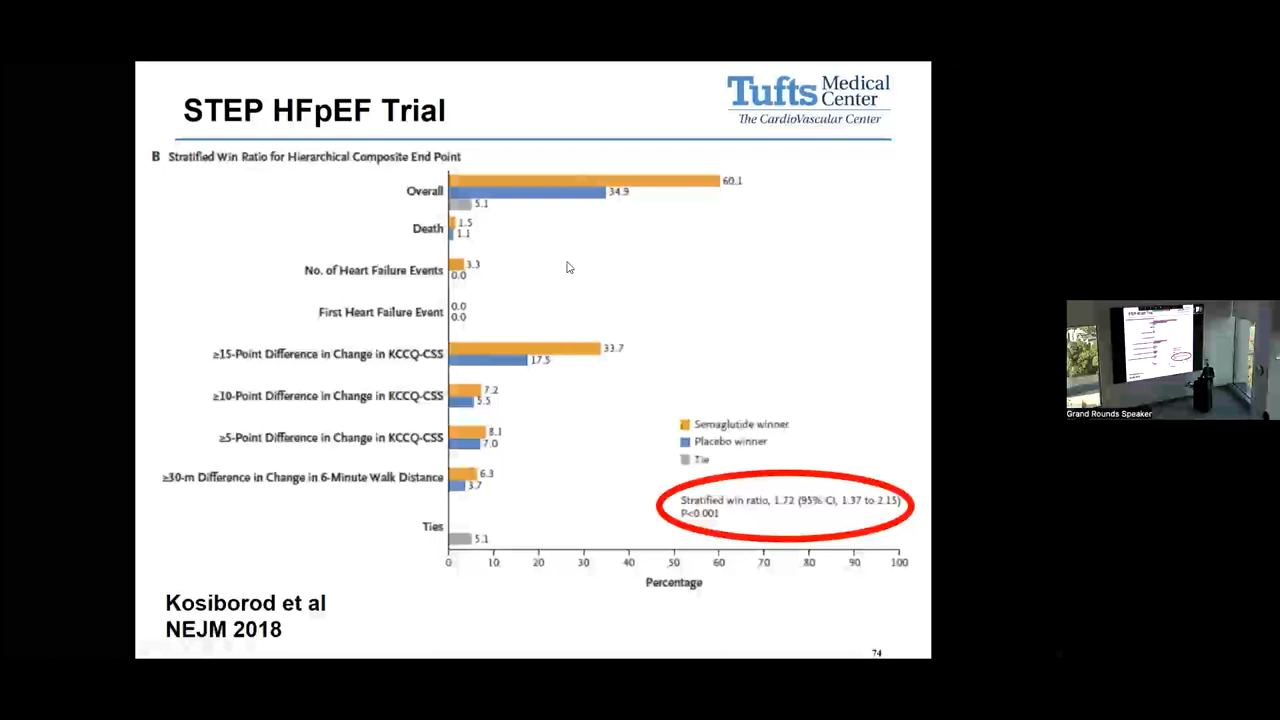 STEP HFpEF Trial
Tufts Medical Center
The CardioVascular Center
B Stratified Win Ratio for Hierarchical Composite End Point
Overall
60.1
34.9
5.1
Death
1.5
1.1
No. of Heart Failure Events
3.3
0.0
First Heart Failure Event
0.0
0.0
≥15-Point Difference in Change in KCCQ-CSS
33.7
17.5
≥10-Point Difference in Change in KCCQ-CSS
7.2
5.5
≥5-Point Difference in Change in KCCQ-CSS
8.1
7.0
≥30-m Difference in Change in 6-Minute Walk Distance
6.3
3.7
Ties
5.1
Semaglutide winner
Placebo winner
Tie
Stratified win ratio, 1.72 (95% CI, 1.37 to 2.15)
P<0.001
0 10 20 30 40 50 60 70 80 90 100
Percentage
Kosiborod et al
NEJM 2018
74
Grand Rounds Speaker